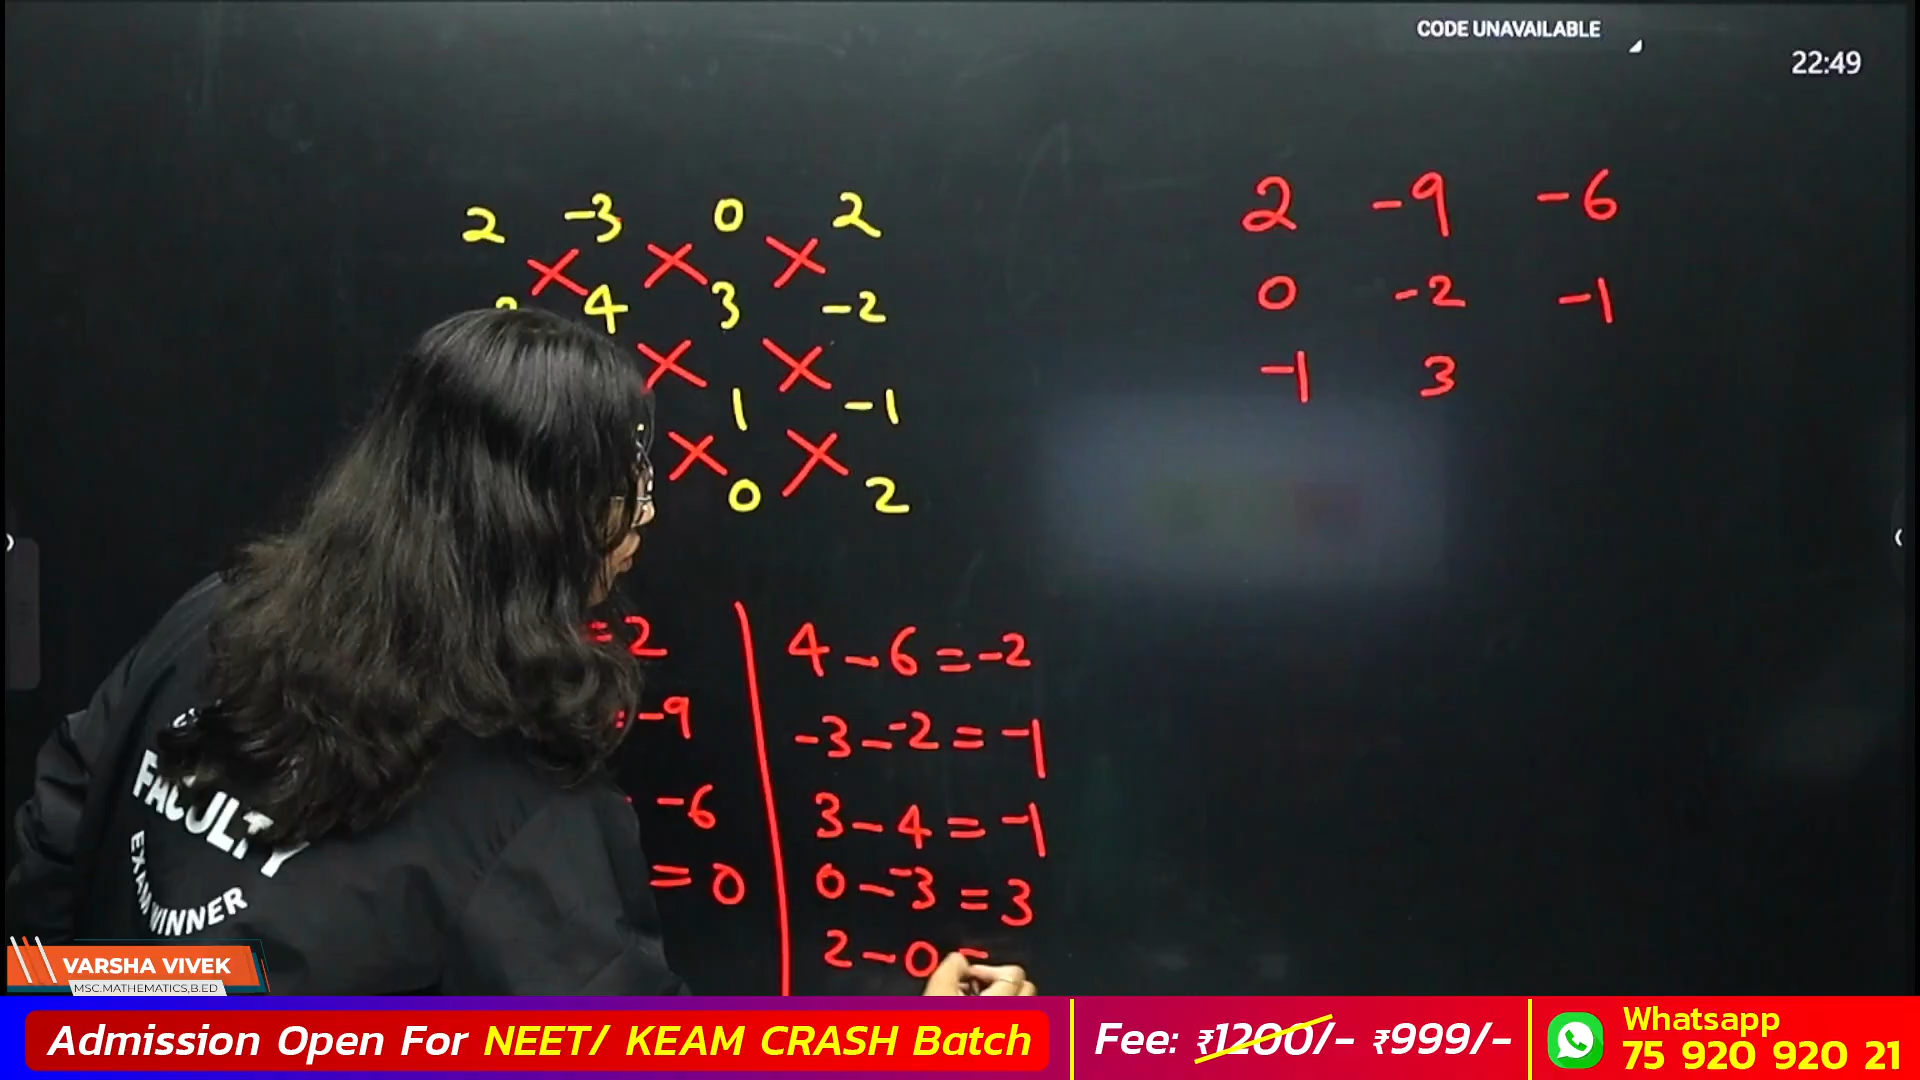 CODE UNAVAILABLE
22:49
2 -3 0 2
4 3 -2
1 -1
0 2
2 -9 -6
0 -2 -1
-1 3
=2
-9
-6
= 0
4 - 6 = -2
-3 - -2 = -1
3 - 4 = -1
0 - -3 = 3
2 - 0 =
FACULTY
EXAM WINNER
VARSHA VIVEK
MSC.MATHEMATICS,B.ED
Admission Open For NEET/ KEAM CRASH Batch
Fee: ₹1200/- ₹999/-
Whatsapp
75 920 920 21